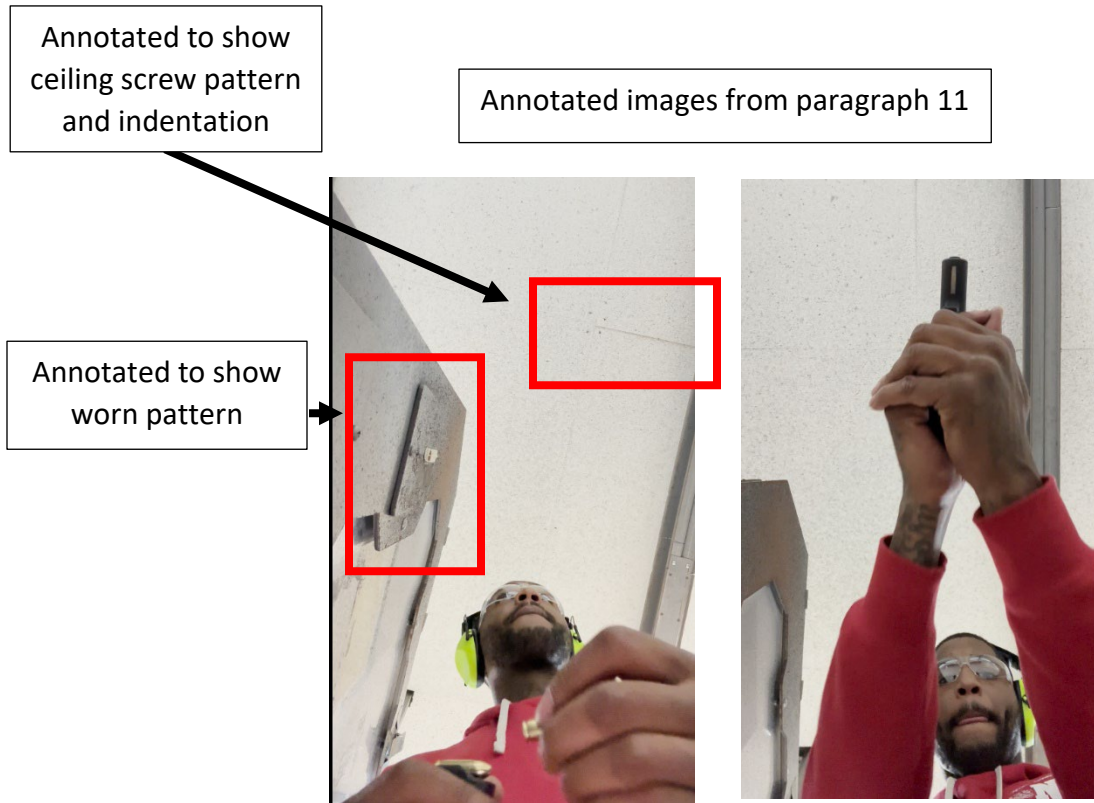 Annotated to show
ceiling screw pattern
and indentation
Annotated images from paragraph 11
Annotated to show
worn pattern